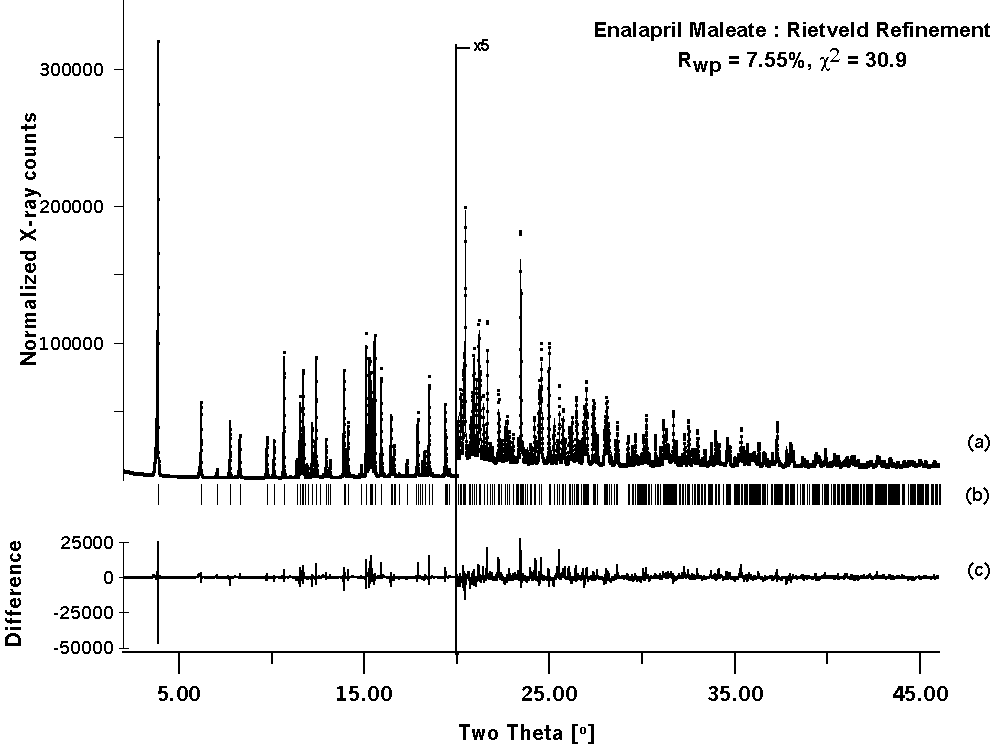 Enalapril Maleate : Rietveld Refinement
Rwp = 7.55%, χ2 = 30.9
x5
Normalized X-ray counts
300000
200000
100000
(a)
(b)
(c)
Difference
25000
0
-25000
-50000
5.00 15.00 25.00 35.00 45.00
Two Theta [º]